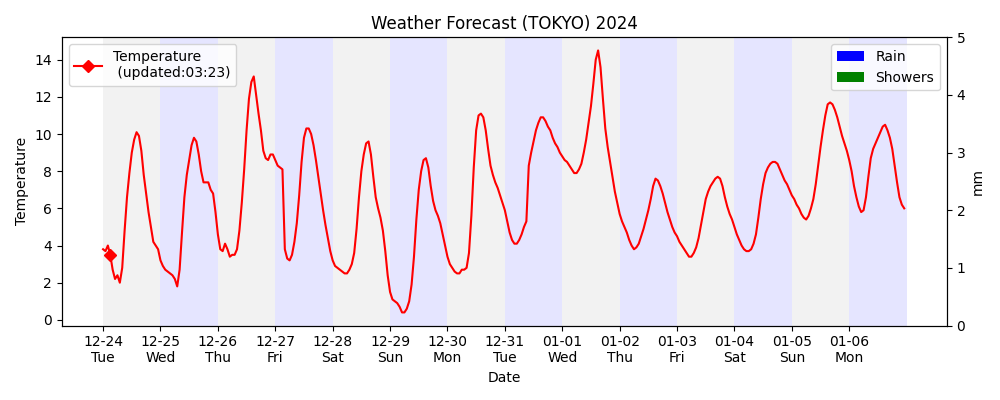 Weather Forecast (TOKYO) 2024
Temperature
(updated:03:23)
Rain
Showers
Temperature
14
12
10
8
6
4
2
0
5
4
3
2
1
0
mm
12-24 12-25 12-26 12-27 12-28 12-29 12-30 12-31 01-01 01-02 01-03 01-04 01-05 01-06
Tue Wed Thu Fri Sat Sun Mon Tue Wed Thu Fri Sat Sun Mon
Date